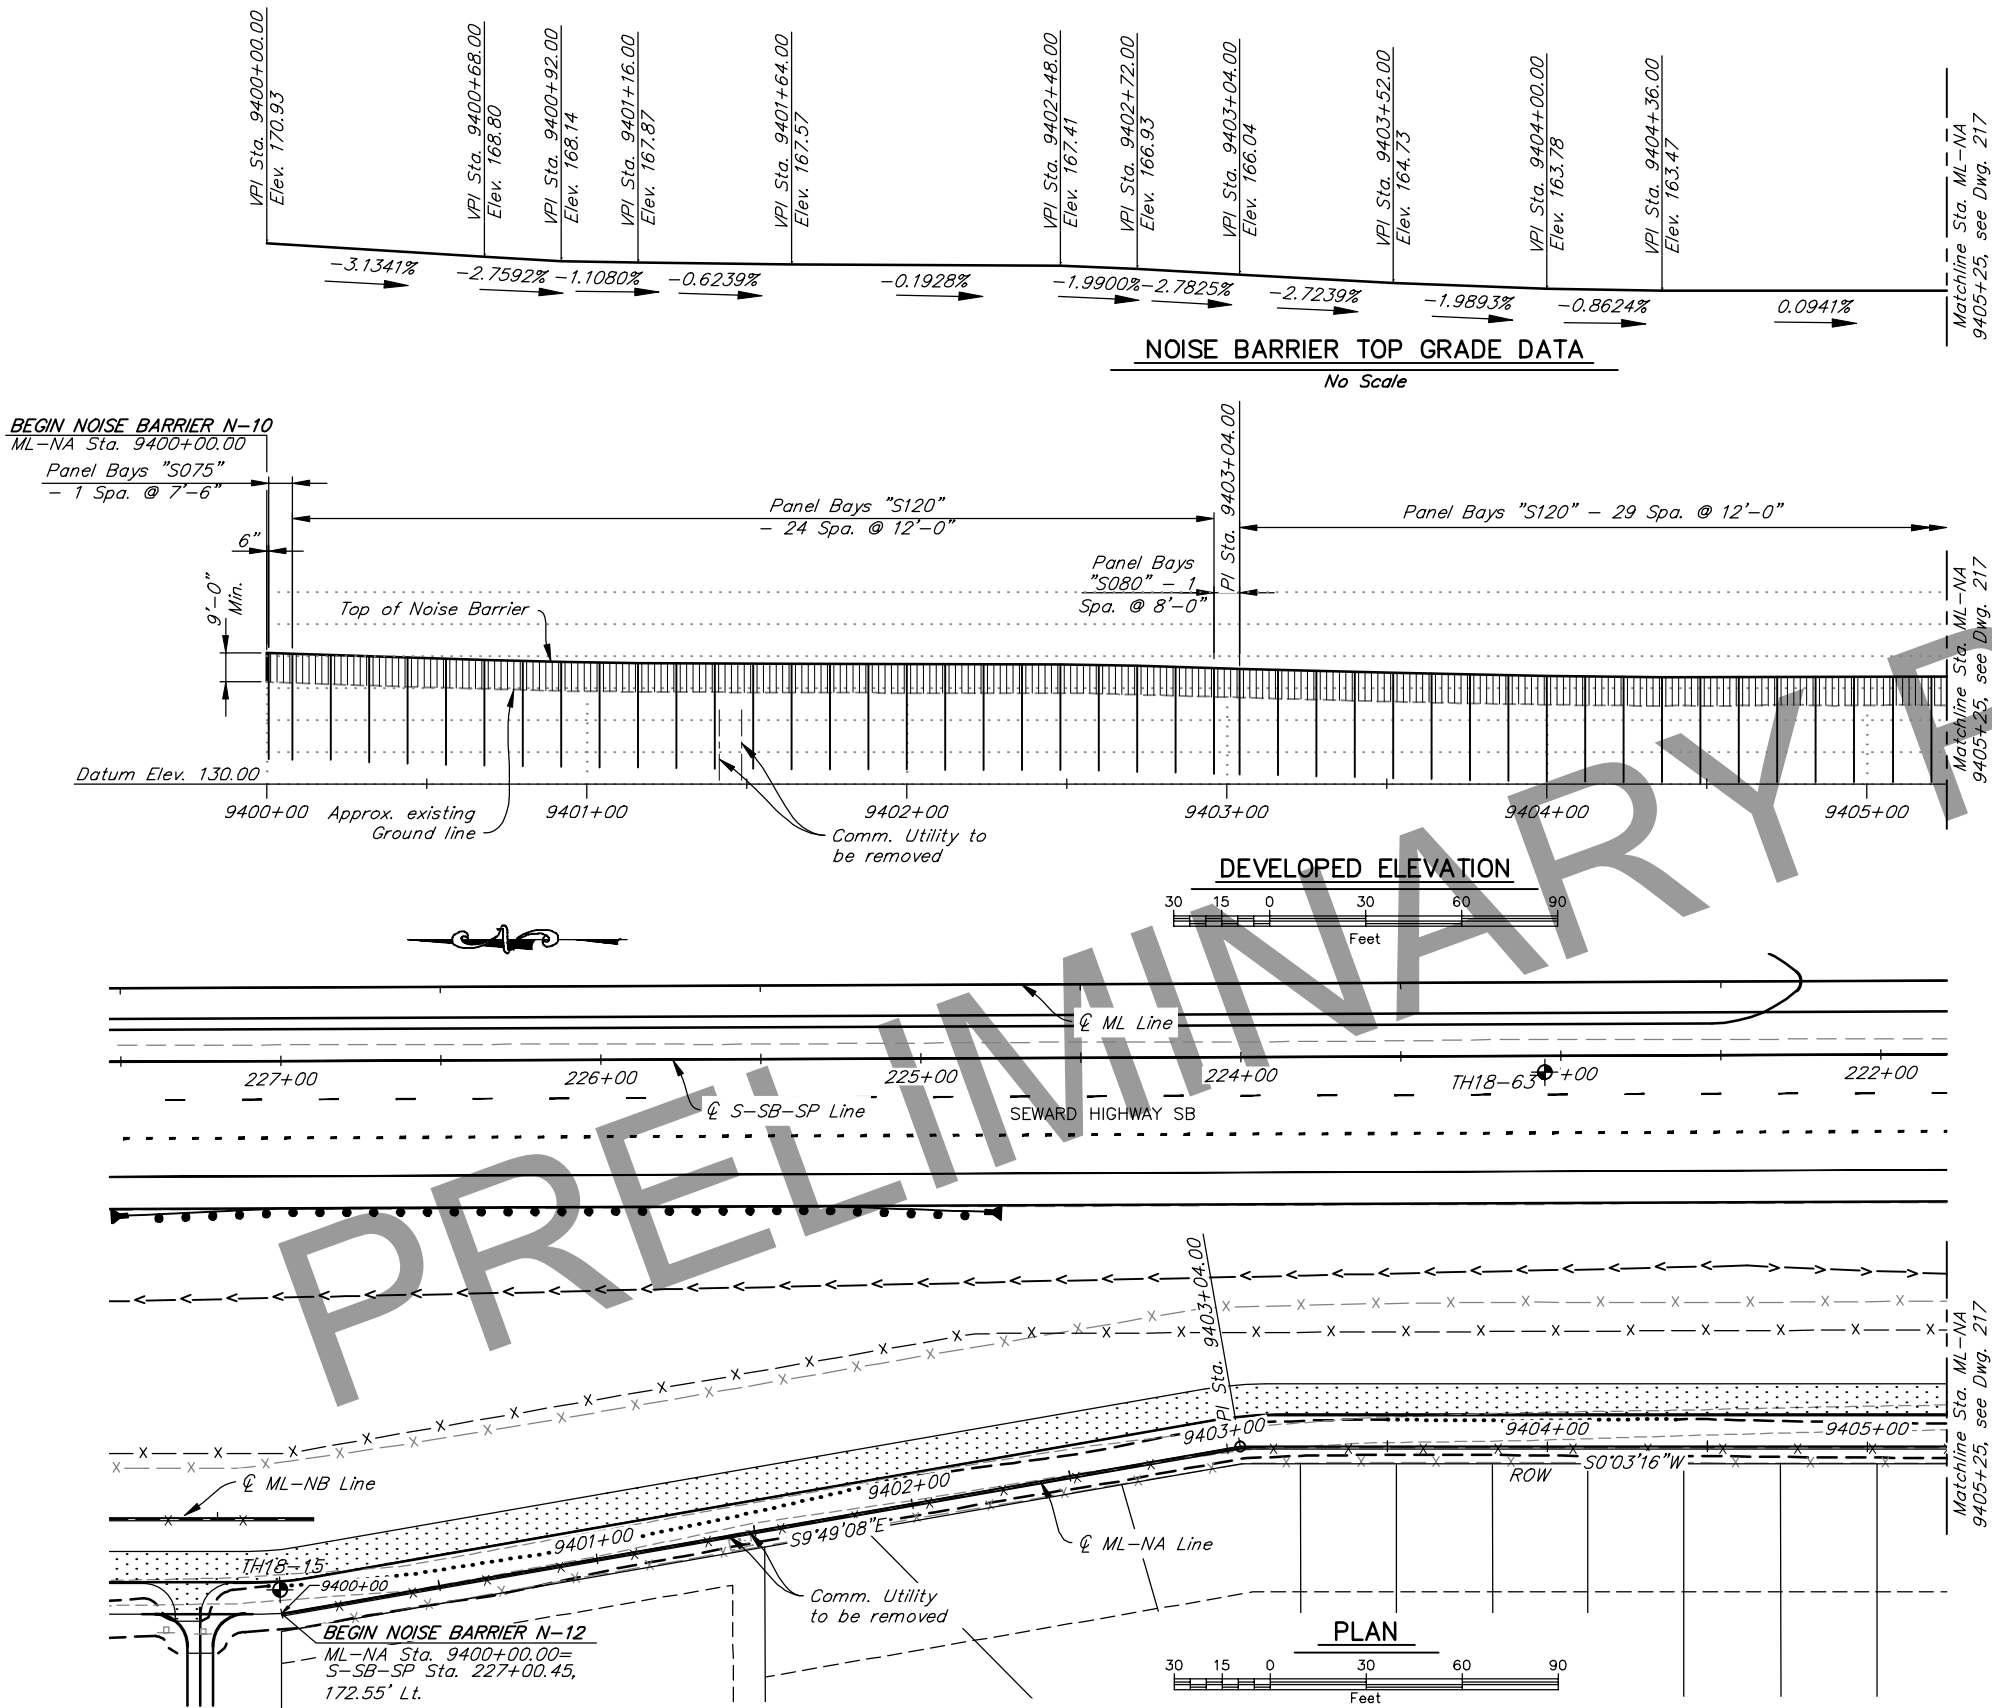 VPI Sta. 9400+00.00
Elev. 170.93
VPI Sta. 9400+68.00
Elev. 168.80
VPI Sta. 9400+92.00
Elev. 168.14
VPI Sta. 9401+16.00
Elev. 167.87
VPI Sta. 9401+64.00
Elev. 167.57
VPI Sta. 9402+48.00
Elev. 167.41
VPI Sta. 9402+72.00
Elev. 166.93
VPI Sta. 9403+04.00
Elev. 166.04
VPI Sta. 9403+52.00
Elev. 164.73
VPI Sta. 9404+00.00
Elev. 163.78
VPI Sta. 9404+36.00
Elev. 163.47
Matchline Sta. ML-NA
9405+25, see Dwg. 217
-3.1341%
-2.7592%
-1.1080%
-0.6239%
-0.1928%
-1.9900%
-2.7825%
-2.7239%
-1.9893%
-0.8624%
0.0941%
NOISE BARRIER TOP GRADE DATA
No Scale
BEGIN NOISE BARRIER N-10
ML-NA Sta. 9400+00.00
Panel Bays "S075"
- 1 Spa. @ 7'-6"
Panel Bays "S120"
- 24 Spa. @ 12'-0"
PI Sta. 9403+04.00
Panel Bays "S120" - 29 Spa. @ 12'-0"
6"
9'-0"
Min.
Panel Bays
"S080" - 1
Spa. @ 8'-0"
Top of Noise Barrier
Matchline Sta. ML-NA
9405+25, see Dwg. 217
Datum Elev. 130.00
9400+00
Approx. existing
Ground line
9401+00
9402+00
9403+00
9404+00
9405+00
Comm. Utility to
be removed
DEVELOPED ELEVATION
30 15 0 30 60 90
Feet
N
℄ ML Line
227+00
226+00
225+00
224+00
TH18-63
+00
222+00
℄ S-SB-SP Line
SEWARD HIGHWAY SB
PRELIMINARY P
PI Sta. 9403+04.00
Matchline Sta. ML-NA
9405+25, see Dwg. 217
9403+00
9404+00
9405+00
S0°03'16"W
ROW
℄ ML-NB Line
9402+00
9401+00
S9°49'08"E
℄ ML-NA Line
TH18-15
9400+00
Comm. Utility
to be removed
BEGIN NOISE BARRIER N-12
ML-NA Sta. 9400+00.00=
S-SB-SP Sta. 227+00.45,
172.55' Lt.
PLAN
30 15 0 30 60 90
Feet